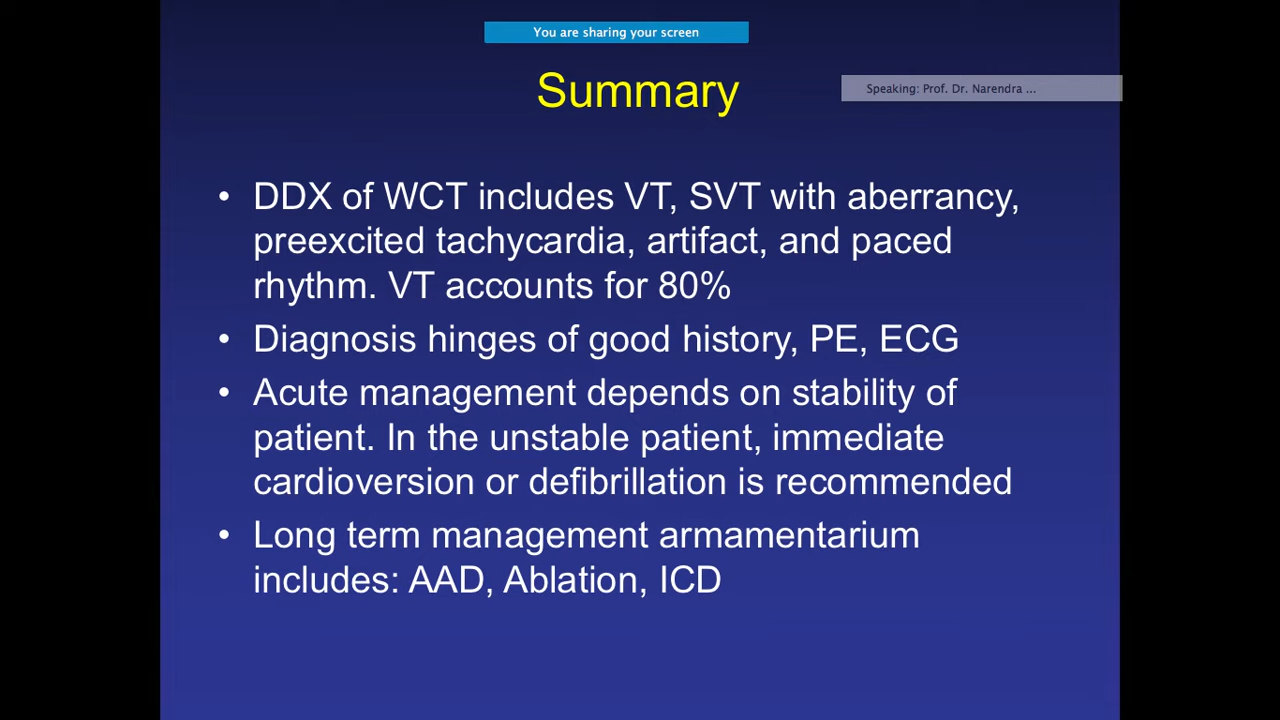 You are sharing your screen
Summary
Speaking: Prof. Dr. Narendra ...
• DDX of WCT includes VT, SVT with aberrancy,
preexcited tachycardia, artifact, and paced
rhythm. VT accounts for 80%
• Diagnosis hinges of good history, PE, ECG
• Acute management depends on stability of
patient. In the unstable patient, immediate
cardioversion or defibrillation is recommended
• Long term management armamentarium
includes: AAD, Ablation, ICD